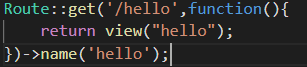 Route::get('/hello',function(){
    return view("hello");
})->name('hello');